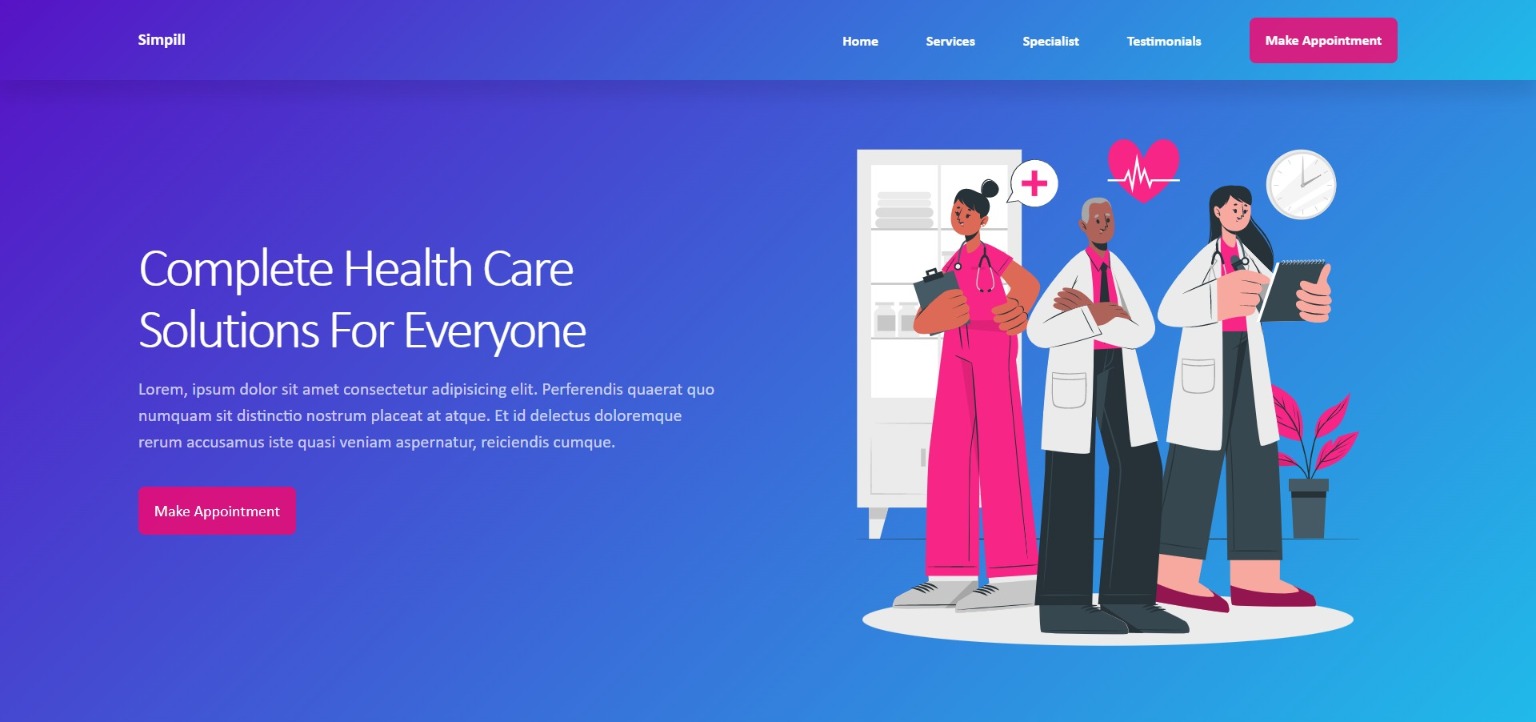 Simpill
Home
Services
Specialist
Testimonials
Make Appointment
Complete Health Care
Solutions For Everyone
Lorem, ipsum dolor sit amet consectetur adipisicing elit. Perferendis quaerat quo
numquam sit distinctio nostrum placeat at atque. Et id delectus doloremque
rerum accusamus iste quasi veniam aspernatur, reiciendis cumque.
Make Appointment